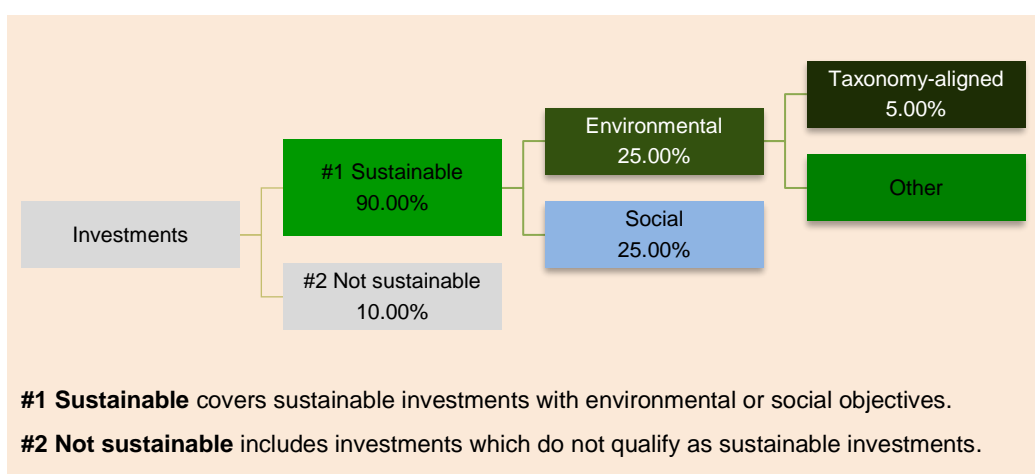 Taxonomy-aligned
5.00%
Environmental
25.00%
#1 Sustainable
90.00%
Other
Social
25.00%
Investments
#2 Not sustainable
10.00%
#1 Sustainable covers sustainable investments with environmental or social objectives.
#2 Not sustainable includes investments which do not qualify as sustainable investments.